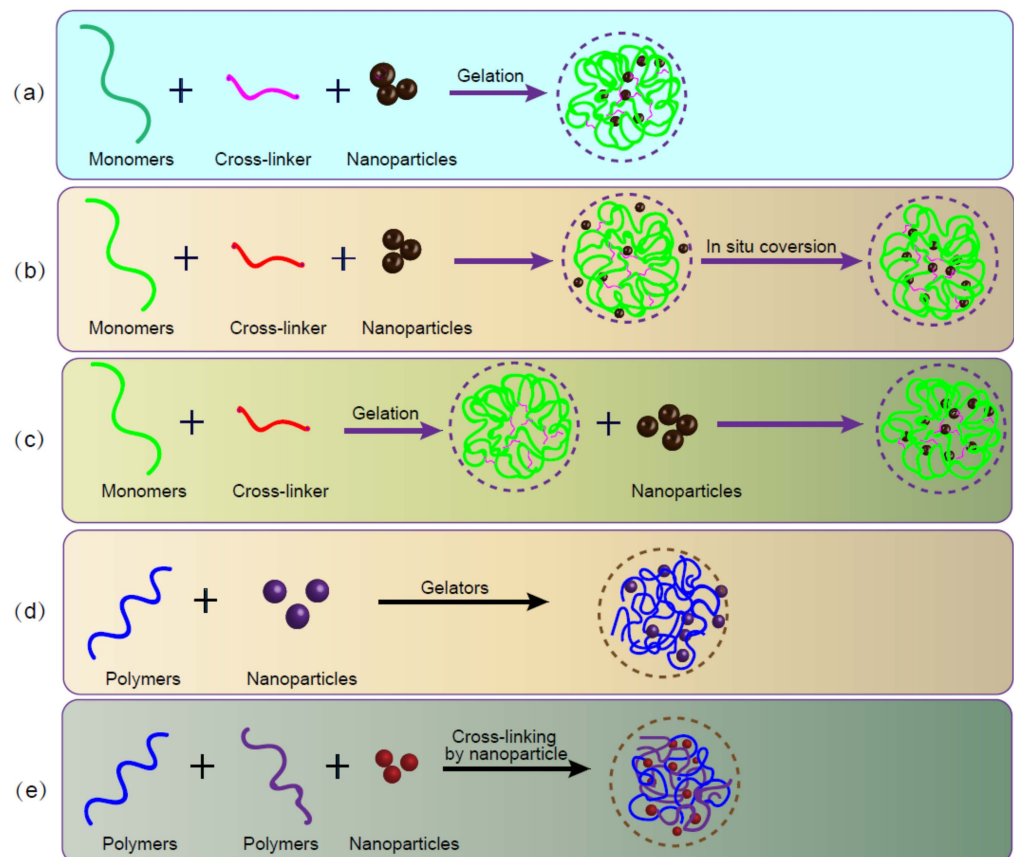 (a)
Gelation
Monomers Cross-linker Nanoparticles
(b)
In situ coversion
Monomers Cross-linker Nanoparticles
(c)
Gelation
Monomers Cross-linker Nanoparticles
(d)
Gelators
Polymers Nanoparticles
(e)
Cross-linking
by nanoparticle
Polymers Polymers Nanoparticles